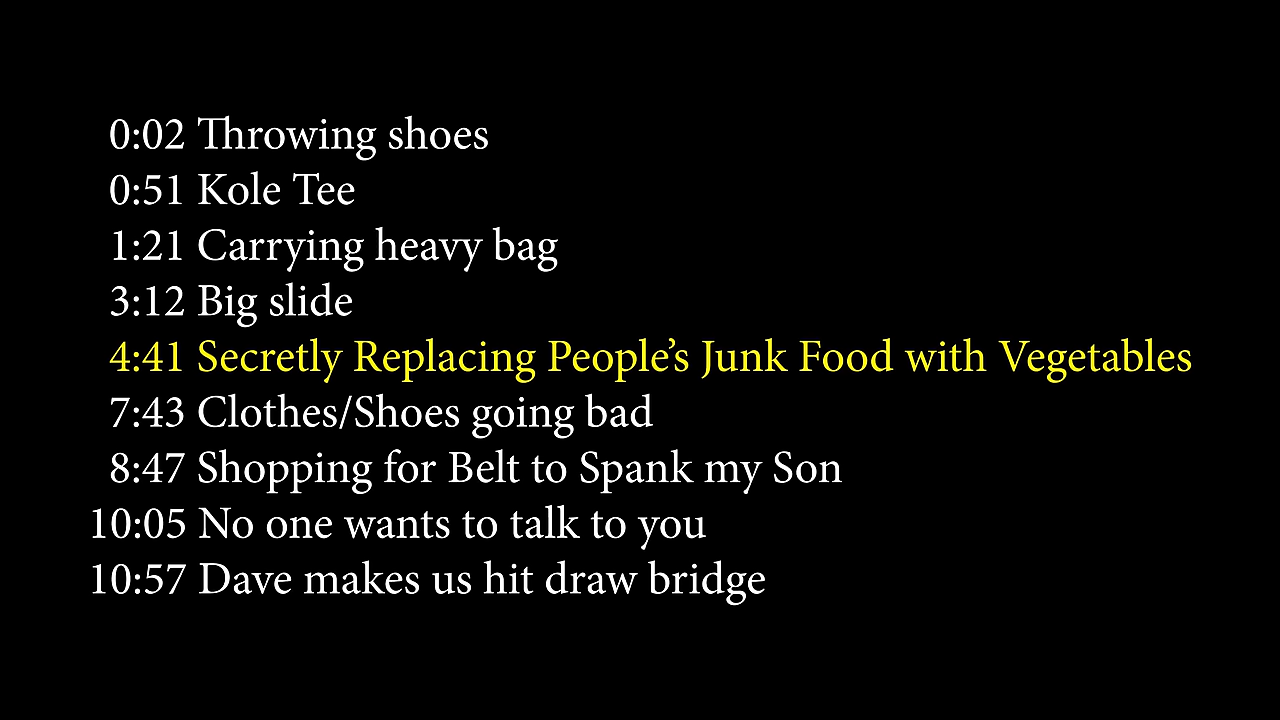 0:02 Throwing shoes
0:51 Kole Tee
1:21 Carrying heavy bag
3:12 Big slide
4:41 Secretly Replacing People’s Junk Food with Vegetables
7:43 Clothes/Shoes going bad
8:47 Shopping for Belt to Spank my Son
10:05 No one wants to talk to you
10:57 Dave makes us hit draw bridge